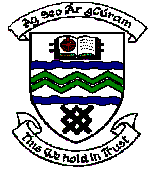 Ag seo Ár gCúram
This We hold In Trust